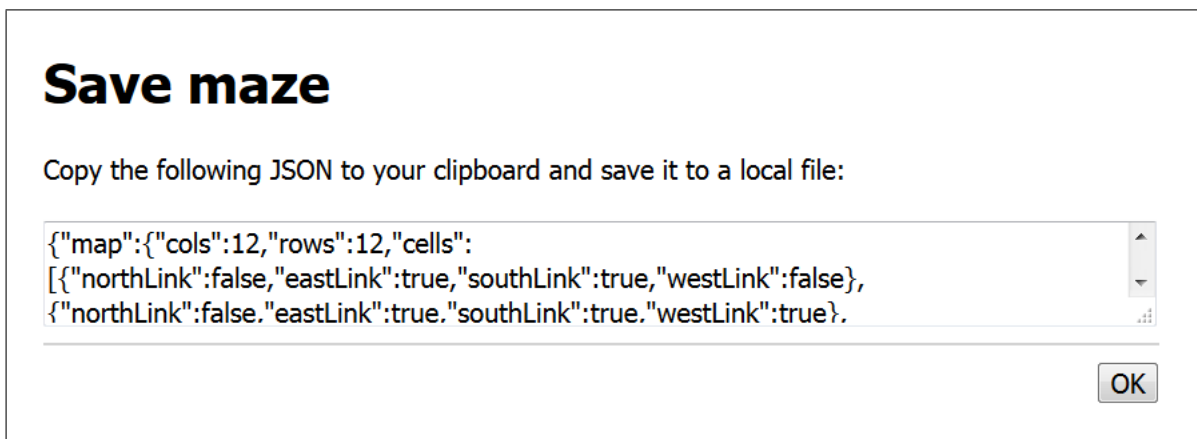 Save maze
Copy the following JSON to your clipboard and save it to a local file:
{"map":{"cols":12,"rows":12,"cells":
[{"northLink":false,"eastLink":true,"southLink":true,"westLink":false},
{"northLink":false,"eastLink":true,"southLink":true,"westLink":true},
OK